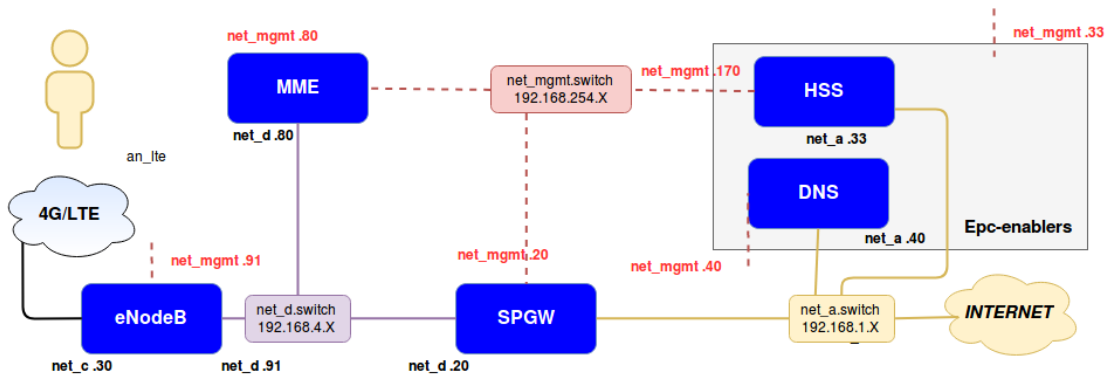 net_mgmt .33
net_mgmt .80
MME
net_mgmt.switch
192.168.254.X
net_mgmt .170
HSS
net_d .80
net_a .33
an_lte
DNS
4G/LTE
Epc-enablers
net_a .40
net_mgmt .91
net_mgmt .20
net_mgmt .40
eNodeB
net_d.switch
192.168.4.X
SPGW
net_a.switch
192.168.1.X
INTERNET
net_c .30
net_d .91
net_d .20